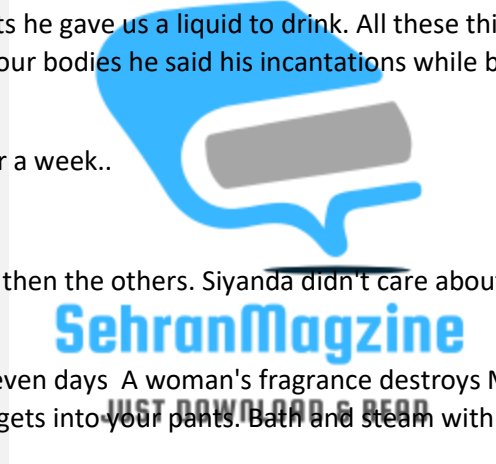 ts he gave us a liquid to drink. All these thi
our bodies he said his incantations while b
r a week..
then the others. Siyanda didn't care about
SehranMagzine
even days A woman's fragrance destroys M
gets into your pants. Bath and steam with
JUST DOWNLOAD & READ